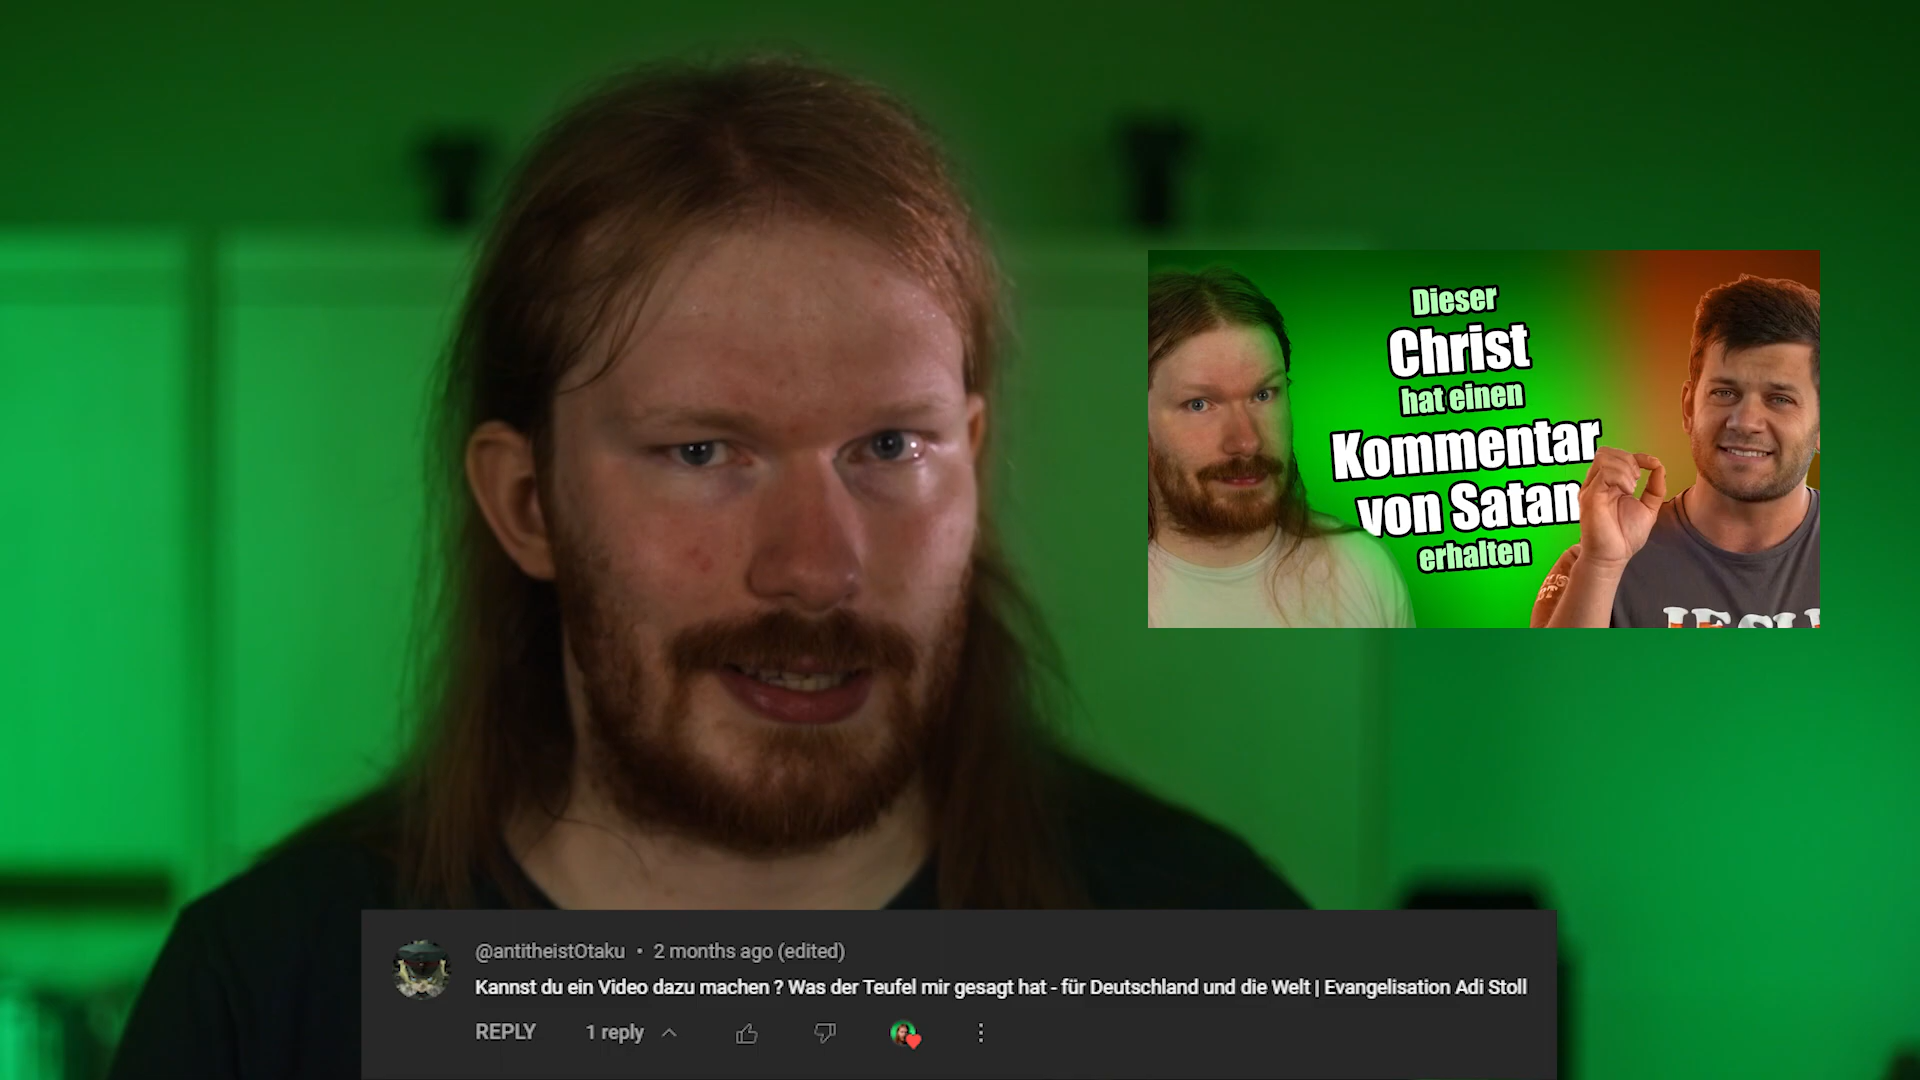 Dieser
Christ
hat einen
Kommentar
von Satan
erhalten
@antitheistOtaku • 2 months ago (edited)
Kannst du ein Video dazu machen ? Was der Teufel mir gesagt hat - für Deutschland und die Welt | Evangelisation Adi Stoll
REPLY 1 reply